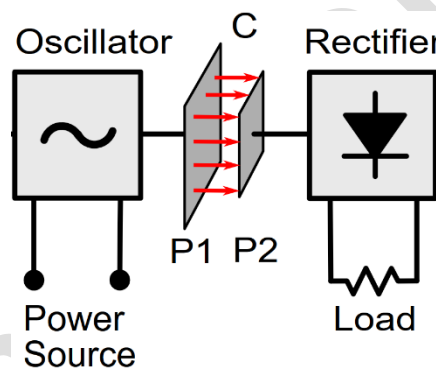 Oscillator
C
Rectifier
P1
P2
Power
Source
Load